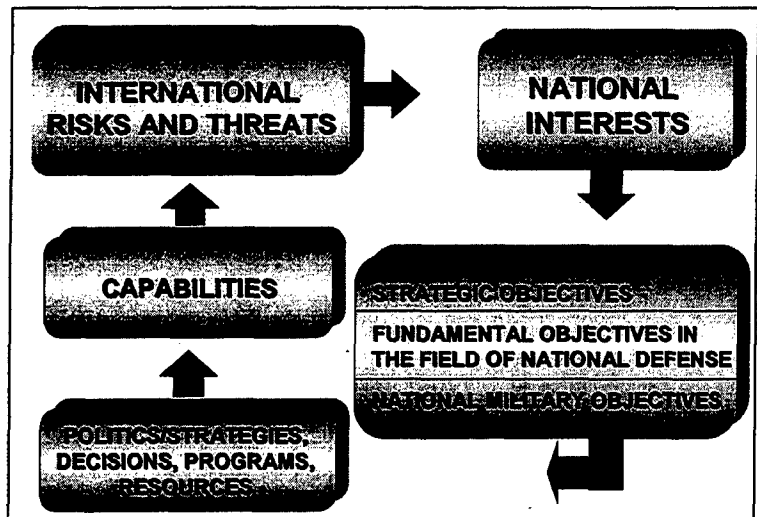 INTERNATIONAL
RISKS AND THREATS
NATIONAL
INTERESTS
CAPABILITIES
STRATEGIC OBJECTIVES
FUNDAMENTAL OBJECTIVES IN
THE FIELD OF NATIONAL DEFENSE
NATIONAL MILITARY OBJECTIVES
POLITICS/STRATEGIES,
DECISIONS, PROGRAMS,
RESOURCES